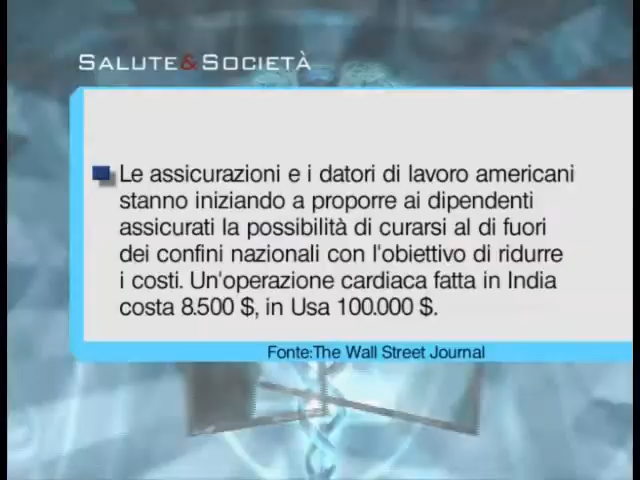 SALUTE&SOCIETÀ
Le assicurazioni e i datori di lavoro americani
stanno iniziando a proporre ai dipendenti
assicurati la possibilità di curarsi al di fuori
dei confini nazionali con l'obiettivo di ridurre
i costi. Un'operazione cardiaca fatta in India
costa 8.500 $, in Usa 100.000 $.
Fonte:The Wall Street Journal